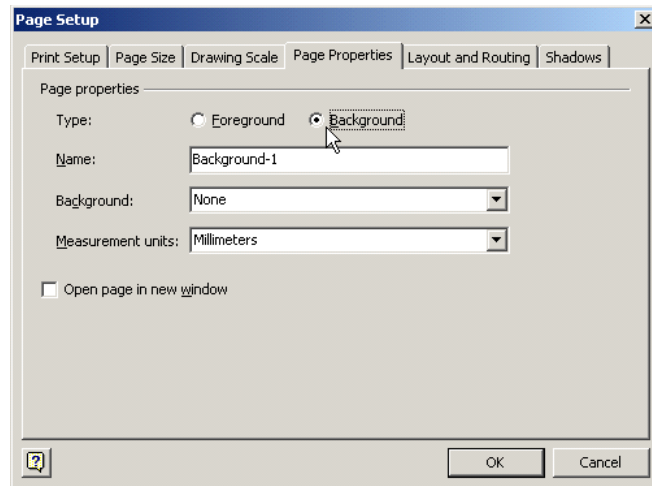 Page Setup
Print Setup Page Size Drawing Scale Page Properties Layout and Routing Shadows
Page properties
Type: Foreground Background
Name: Background-1
Background: None
Measurement units: Millimeters
Open page in new window
OK Cancel